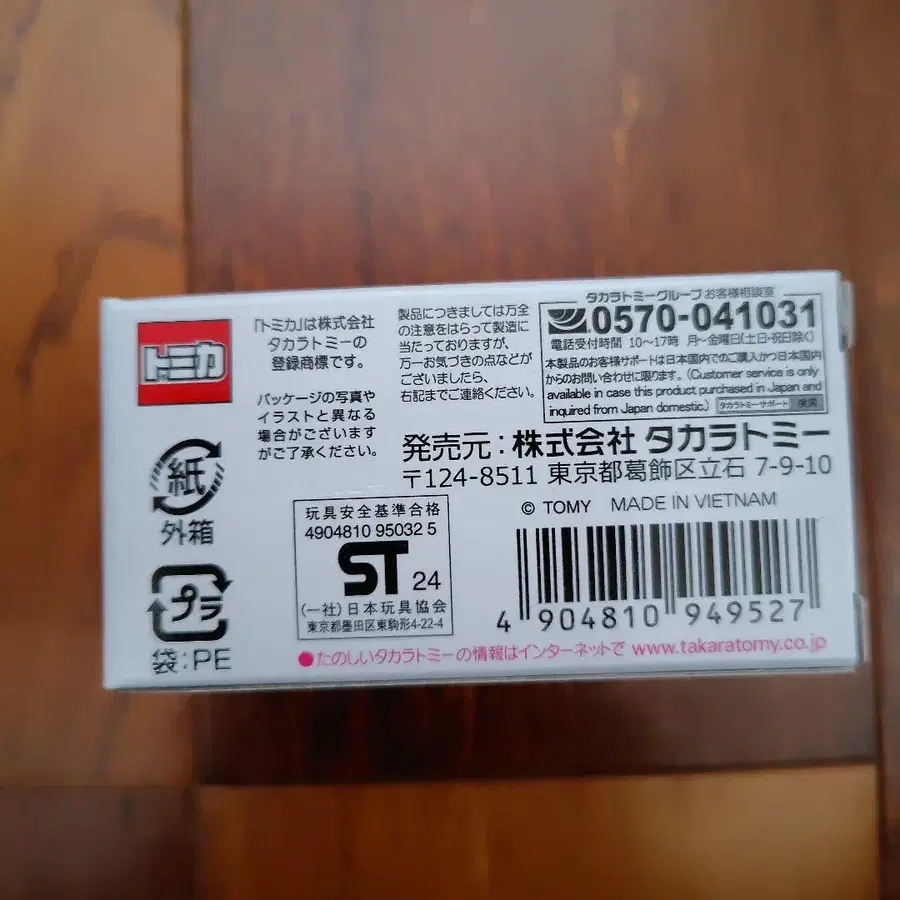 トミカ
「トミカ」は株式会社
タカラトミーの
登録商標です。
パッケージの写真や
イラストと異なる
場合がございます
がご了承ください。
製品につきましては万全
の注意をはらって製造に
当たっておりますが、
万一お気づきの点などが
ございましたら、
右記までご連絡ください。
タカラトミーグループ お客様相談室
0570-041031
電話受付時間 10〜17時 月〜金曜日(土日・祝日除く)
本製品のお客様サポートは日本国内でのご購入かつ日本国内
からのお問い合わせに限ります。(Customer service is only
available in case this product purchased in Japan and
inquired from Japan domestic.) タカラトミーサポート 検索
発売元:株式会社 タカラトミー
〒124-8511 東京都葛飾区立石 7-9-10
© TOMY MADE IN VIETNAM
紙
外箱
プラ
袋:PE
玩具安全基準合格
4904810 95032 5
ST 24
(一社)日本玩具協会
東京都墨田区東駒形4-22-4
4 904810 949527
●たのしいタカラトミーの情報はインターネットで www.takaratomy.co.jp